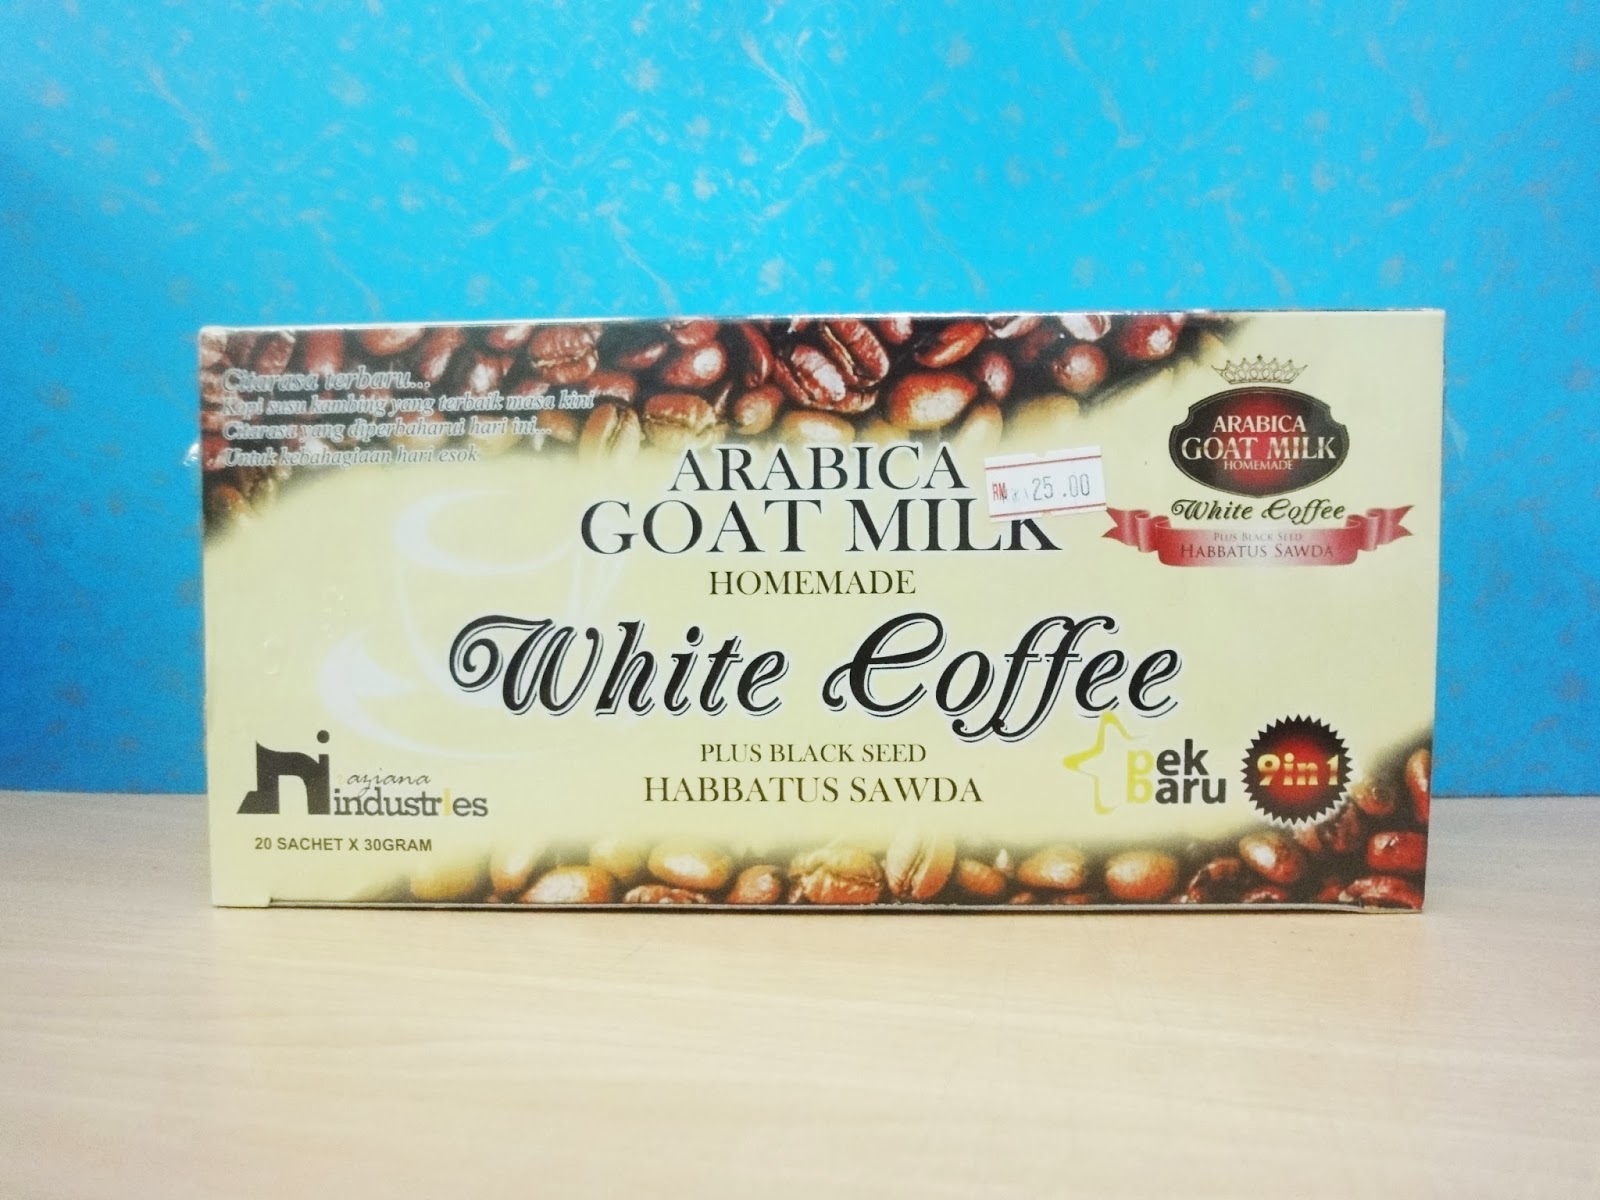 Citarasa terbaru...
Kopi susu kambing yang terbaik masa kini
Citarasa yang diperbaharui hari ini...
Untuk kebahagiaan hari esok
ARABICA
GOAT MILK
HOMEMADE
White Coffee
PLUS BLACK SEED
HABBATUS SAWDA
RM 25.00
ARABICA
GOAT MILK
HOMEMADE
White Coffee
PLUS BLACK SEED
HABBATUS SAWDA
aziana
industries
20 SACHET X 30GRAM
pek
baru
9in1